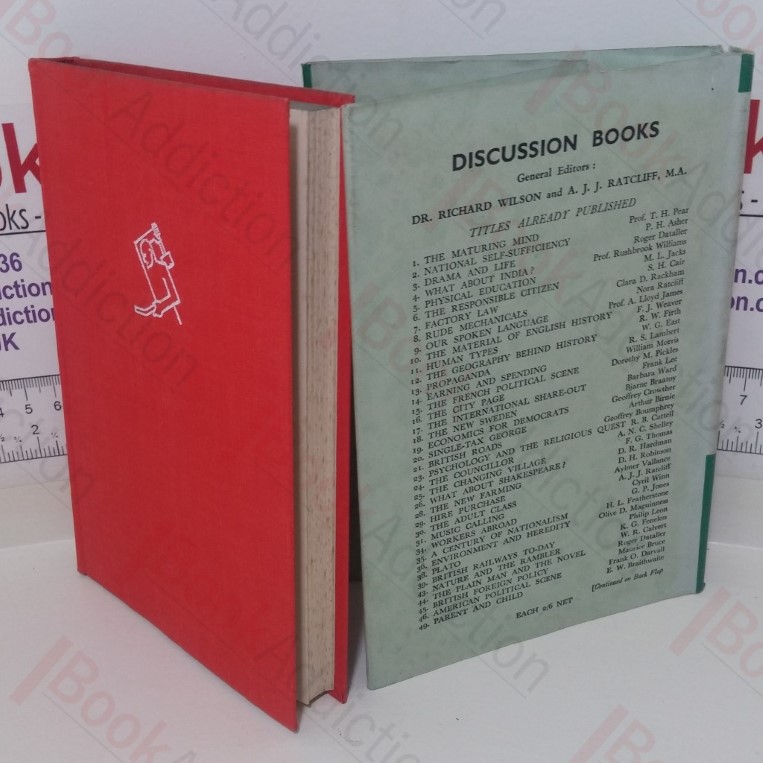 DISCUSSION BOOKS
General Editors:
DR. RICHARD WILSON and A. J. J. RATCLIFF, M.A.
TITLES ALREADY PUBLISHED
1. THE MATURING MIND Prof. T. H. Pear
2. NATIONAL SELF-SUFFICIENCY P. H. Asher
3. DRAMA AND LIFE Roger Dataller
4. WHAT ABOUT INDIA? Prof. Rushbrook Williams
5. PHYSICAL EDUCATION M. L. Jacks
6. THE RESPONSIBLE CITIZEN S. H. Cair
7. FACTORY LAW Clara D. Rackham
8. RUDE MECHANICALS Nora Ratcliff
9. OUR SPOKEN LANGUAGE Prof. A. Lloyd James
10. THE MATERIAL OF ENGLISH HISTORY F. J. Weaver
11. HUMAN TYPES R. W. Firth
12. THE GEOGRAPHY BEHIND HISTORY W. G. East
13. PROPAGANDA R. S. Lambert
14. EARNING AND SPENDING William Morris
15. THE FRENCH POLITICAL SCENE Dorothy M. Pickles
16. THE CITY PAGE Frank Lee
17. THE INTERNATIONAL SHARE-OUT Barbara Ward
18. THE NEW SWEDEN Bjarne Braatoy
19. ECONOMICS FOR DEMOCRATS Geoffrey Crowther
20. SINGLE-TAX GEORGE Arthur Birnie
21. BRITISH ROADS Geoffrey Boumphrey
22. PSYCHOLOGY AND THE RELIGIOUS QUEST R. B. Cattell
23. THE COUNCILLOR A. N. C. Shelley
24. THE CHANGING VILLAGE F. G. Thomas
25. WHAT ABOUT SHAKESPEARE? D. R. Hardman
26. THE NEW FARMING D. H. Robinson
28. HIRE PURCHASE Aylmer Vallance
29. THE ADULT CLASS A. J. J. Ratcliff
MUSIC CALLING Cyril Winn
31. WORKERS ABROAD G. P. Jones
34. A CENTURY OF NATIONALISM H. L. Featherstone
35. ENVIRONMENT AND HEREDITY Olive D. Maguinness
36. PLATO Philip Leon
38. BRITISH RAILWAYS TO-DAY K. G. Fenelon
39. NATURE AND THE RAMBLER W. R. Calvert
43. THE PLAIN MAN AND THE NOVEL Roger Dataller
44. BRITISH FOREIGN POLICY Maurice Bruce
46. AMERICAN POLITICAL SCENE Frank O. Darvall
49. PARENT AND CHILD E. W. Braithwaite
[Continued on Back Flap
EACH 2/6 NET